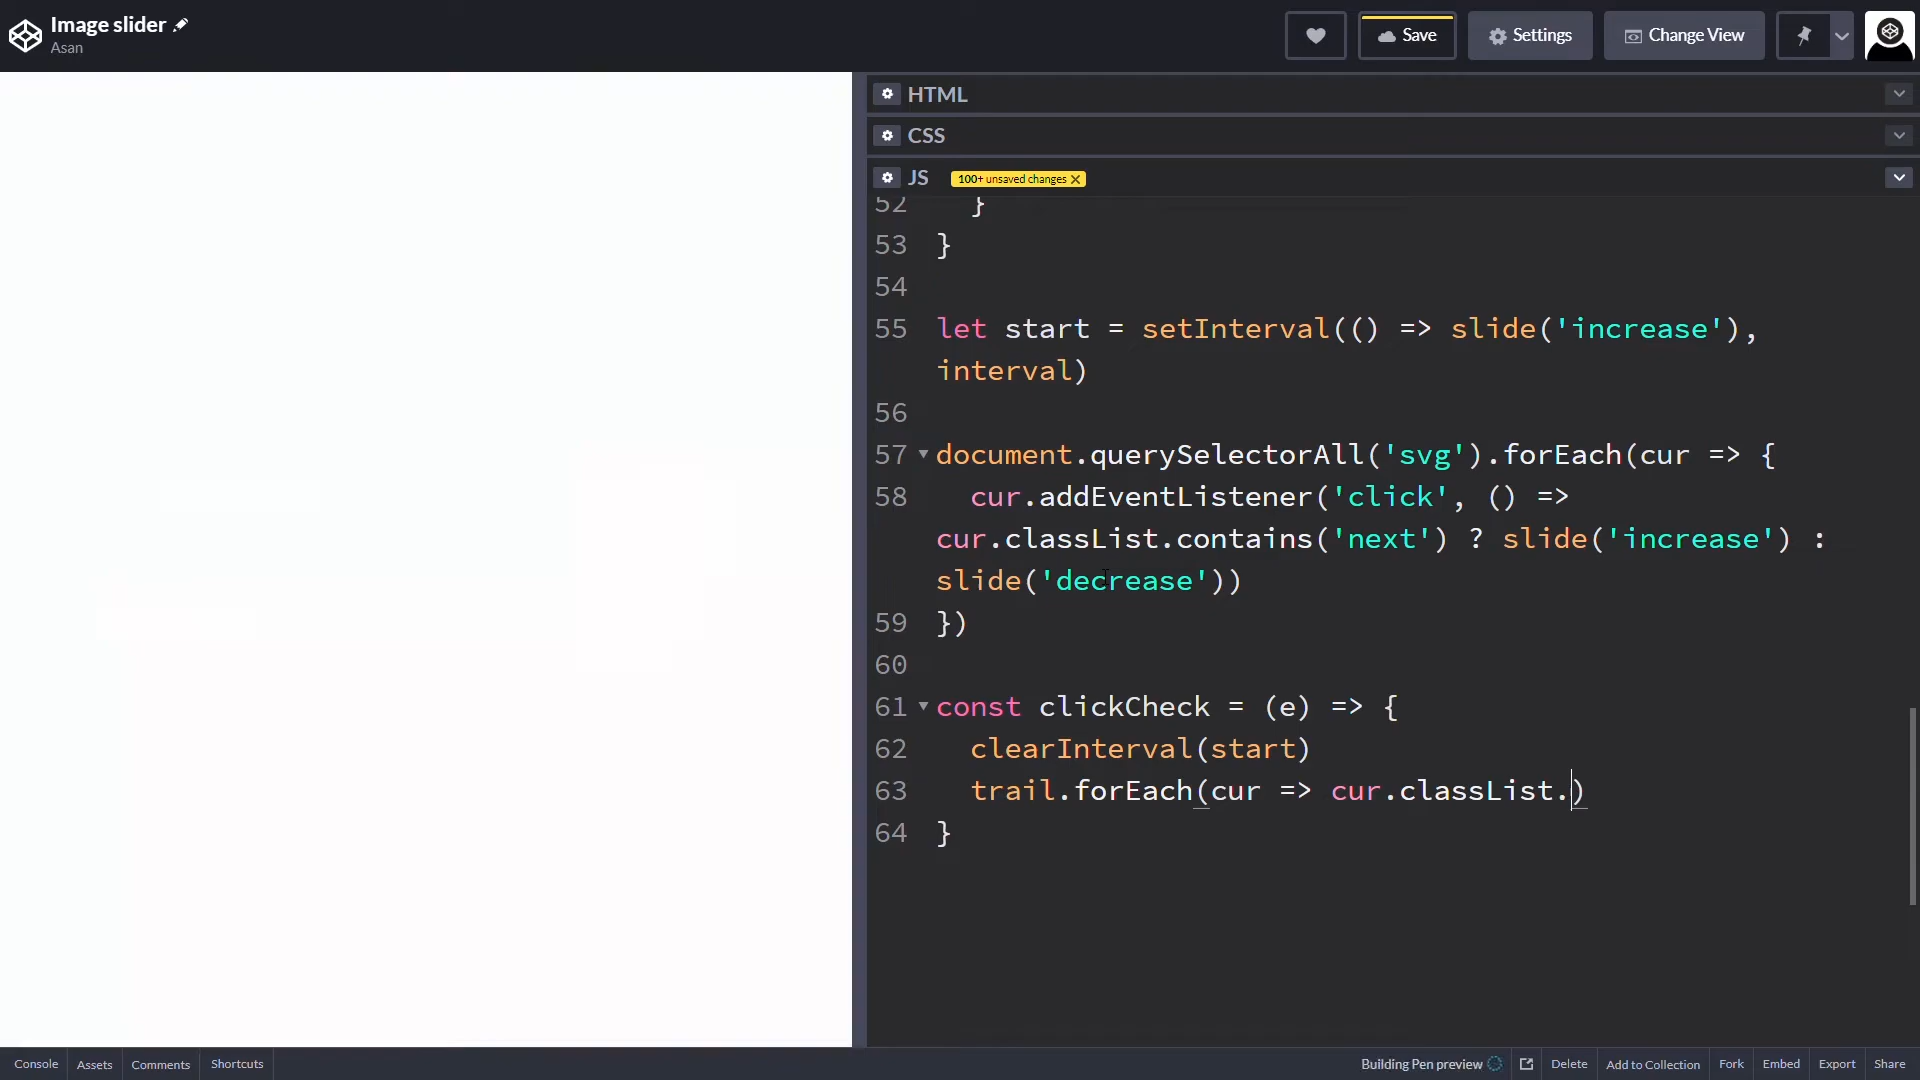 Image slider
Asan
Save
Settings
Change View
HTML
CSS
JS
100+ unsaved changes
52 }
53 }
54
55 let start = setInterval(() => slide('increase'),
interval)
56
57 document.querySelectorAll('svg').forEach(cur => {
58 cur.addEventListener('click', () =>
cur.classList.contains('next') ? slide('increase') :
slide('decrease'))
59 })
60
61 const clickCheck = (e) => {
62 clearInterval(start)
63 trail.forEach(cur => cur.classList.)
64 }
Console Assets Comments Shortcuts Building Pen preview Delete Add to Collection Fork Embed Export Share